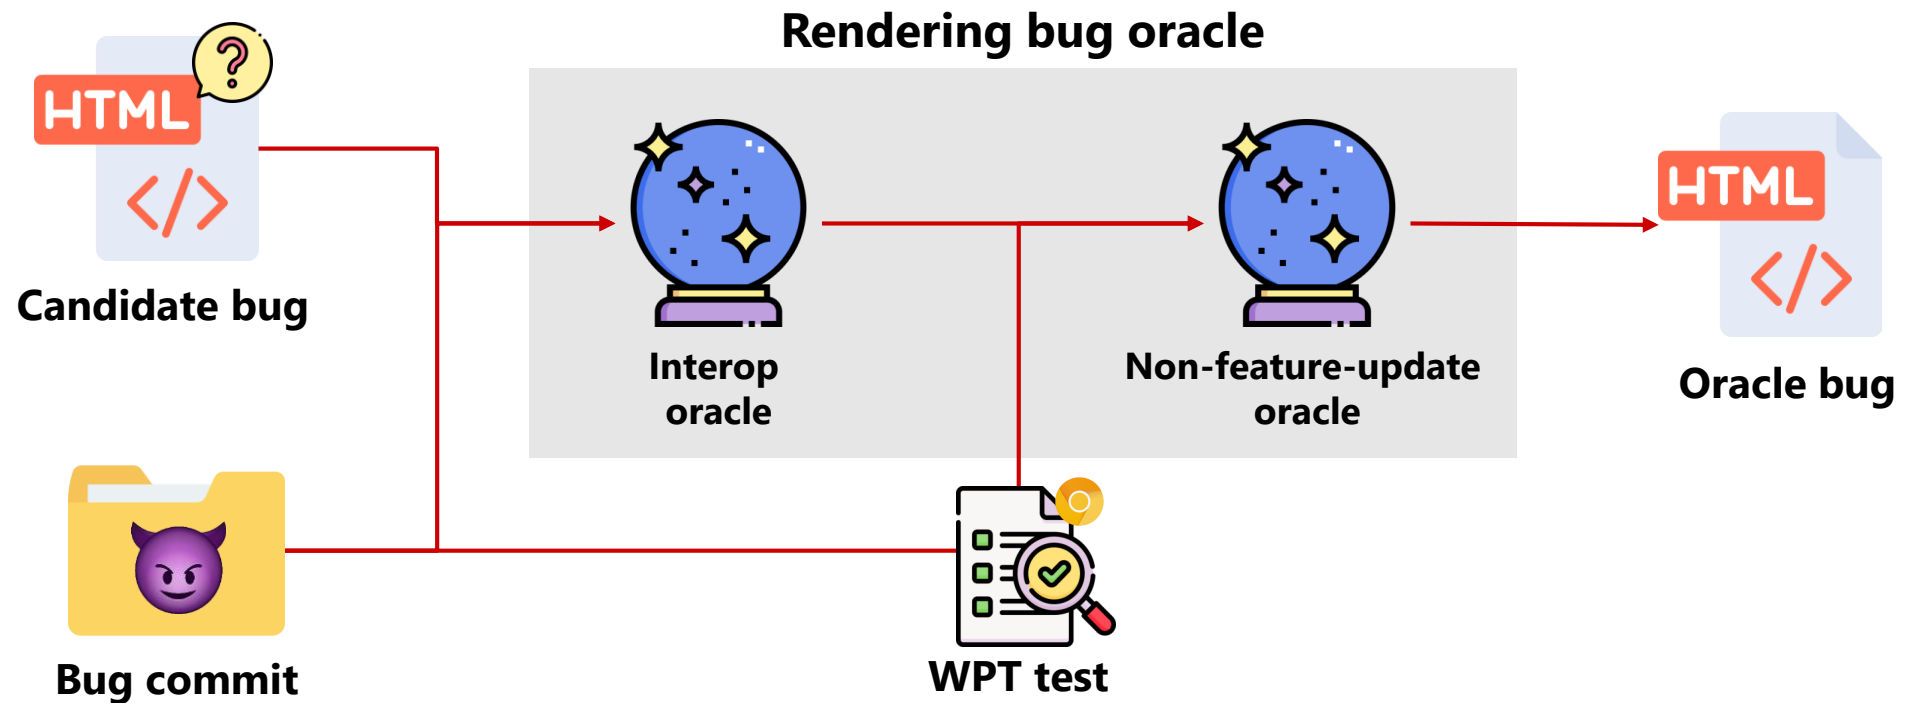 Rendering bug oracle
HTML
Candidate bug
Interop
oracle
Non-feature-update
oracle
HTML
Oracle bug
Bug commit
WPT test